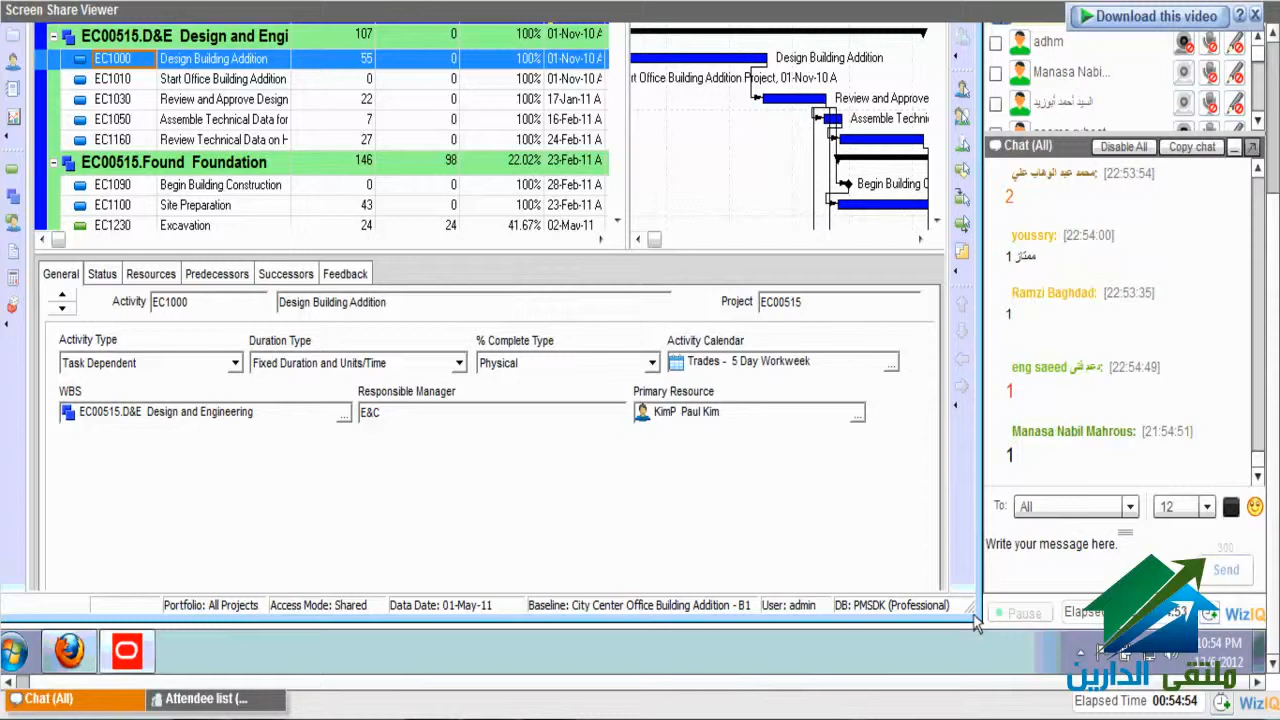 Screen Share Viewer
Download this video
EC00515.D&E Design and Engi 107 0 100% 01-Nov-10 A
EC1000 Design Building Addition 55 0 100% 01-Nov-10 A
EC1010 Start Office Building Addition 0 0 100% 01-Nov-10 A
EC1030 Review and Approve Design 22 0 100% 17-Jan-11 A
EC1050 Assemble Technical Data for 7 0 100% 16-Feb-11 A
EC1160 Review Technical Data on H 27 0 100% 24-Feb-11 A
EC00515.Found Foundation 146 98 22.02% 23-Feb-11 A
EC1090 Begin Building Construction 0 0 100% 28-Feb-11 A
EC1100 Site Preparation 43 0 100% 23-Feb-11 A
EC1230 Excavation 24 24 41.67% 02-May-11
Design Building Addition
rt Office Building Addition Project, 01-Nov-10 A
Review and Approve
Assemble Techni
Begin Building C
General Status Resources Predecessors Successors Feedback
Activity EC1000 Design Building Addition Project EC00515
Activity Type Duration Type % Complete Type Activity Calendar
Task Dependent Fixed Duration and Units/Time Physical Trades - 5 Day Workweek ...
WBS Responsible Manager Primary Resource
EC00515.D&E Design and Engineering ... E&C KimP Paul Kim ...
Portfolio: All Projects Access Mode: Shared Data Date: 01-May-11 Baseline: City Center Office Building Addition - B1 User: admin DB: PMSDK (Professional)
adhm
Manasa Nabi...
السيد أحمد أبوزيد
Chat (All) Disable All Copy chat
محمد عبد الوهاب علي: [22:53:54]
2
youssry: [22:54:00]
ممتاز 1
Ramzi Baghdad: [22:53:35]
1
eng saeed دعم فنى: [22:54:49]
1
Manasa Nabil Mahrous: [21:54:51]
1
To: All 12
Write your message here.
300
Send
Pause
WizIQ
10:54 PM
ملتقى الدارين
Chat (All) Attendee list (...
Elapsed Time 00:54:54 WizIQ